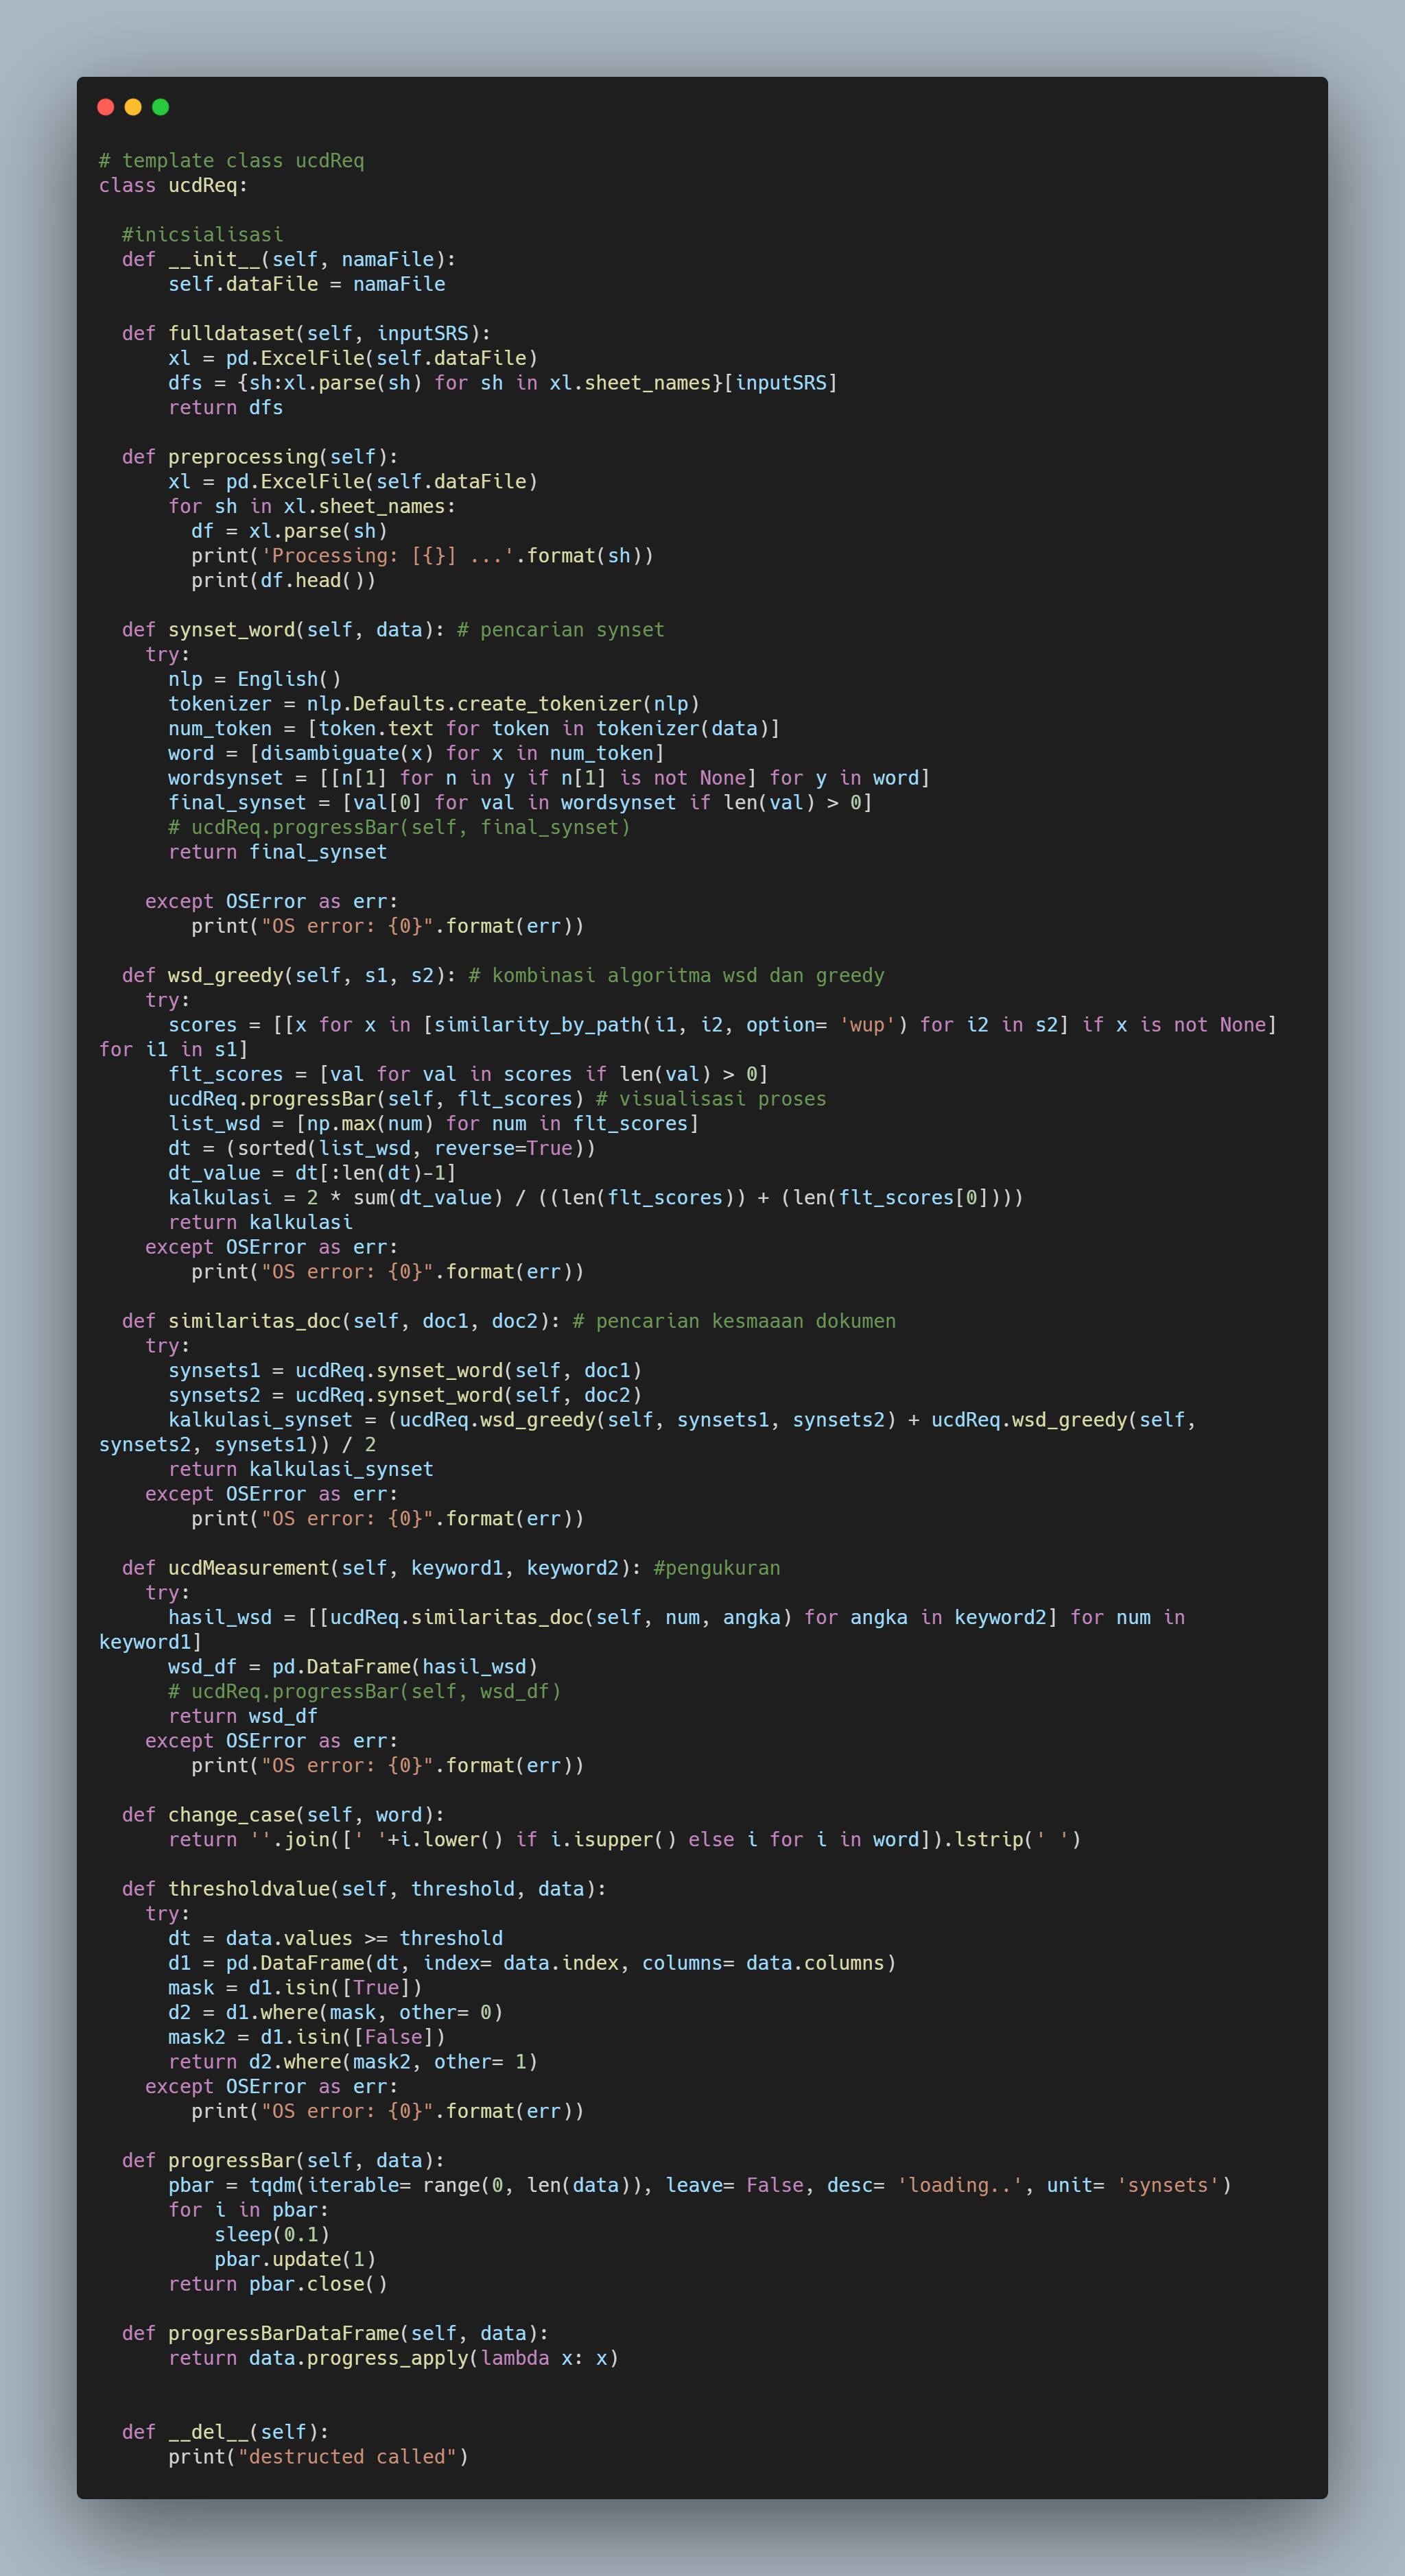 # template class ucdReq
class ucdReq:

  #inicsialisasi
  def __init__(self, namaFile):
      self.dataFile = namaFile

  def fulldataset(self, inputSRS):
      xl = pd.ExcelFile(self.dataFile)
      dfs = {sh:xl.parse(sh) for sh in xl.sheet_names}[inputSRS]
      return dfs

  def preprocessing(self):
      xl = pd.ExcelFile(self.dataFile)
      for sh in xl.sheet_names:
        df = xl.parse(sh)
        print('Processing: [{}] ...'.format(sh))
        print(df.head())

  def synset_word(self, data): # pencarian synset
    try:
      nlp = English()
      tokenizer = nlp.Defaults.create_tokenizer(nlp)
      num_token = [token.text for token in tokenizer(data)]
      word = [disambiguate(x) for x in num_token]
      wordsynset = [[n[1] for n in y if n[1] is not None] for y in word]
      final_synset = [val[0] for val in wordsynset if len(val) > 0]
      # ucdReq.progressBar(self, final_synset)
      return final_synset

    except OSError as err:
        print("OS error: {0}".format(err))

  def wsd_greedy(self, s1, s2): # kombinasi algoritma wsd dan greedy
    try:
      scores = [[x for x in [similarity_by_path(i1, i2, option= 'wup') for i2 in s2] if x is not None]
for i1 in s1]
      flt_scores = [val for val in scores if len(val) > 0]
      ucdReq.progressBar(self, flt_scores) # visualisasi proses
      list_wsd = [np.max(num) for num in flt_scores]
      dt = (sorted(list_wsd, reverse=True))
      dt_value = dt[:len(dt)-1]
      kalkulasi = 2 * sum(dt_value) / ((len(flt_scores)) + (len(flt_scores[0])))
      return kalkulasi
    except OSError as err:
        print("OS error: {0}".format(err))

  def similaritas_doc(self, doc1, doc2): # pencarian kesmaaan dokumen
    try:
      synsets1 = ucdReq.synset_word(self, doc1)
      synsets2 = ucdReq.synset_word(self, doc2)
      kalkulasi_synset = (ucdReq.wsd_greedy(self, synsets1, synsets2) + ucdReq.wsd_greedy(self,
synsets2, synsets1)) / 2
      return kalkulasi_synset
    except OSError as err:
        print("OS error: {0}".format(err))

  def ucdMeasurement(self, keyword1, keyword2): #pengukuran
    try:
      hasil_wsd = [[ucdReq.similaritas_doc(self, num, angka) for angka in keyword2] for num in
keyword1]
      wsd_df = pd.DataFrame(hasil_wsd)
      # ucdReq.progressBar(self, wsd_df)
      return wsd_df
    except OSError as err:
        print("OS error: {0}".format(err))

  def change_case(self, word):
      return ''.join([' '+i.lower() if i.isupper() else i for i in word]).lstrip(' ')

  def thresholdvalue(self, threshold, data):
    try:
      dt = data.values >= threshold
      d1 = pd.DataFrame(dt, index= data.index, columns= data.columns)
      mask = d1.isin([True])
      d2 = d1.where(mask, other= 0)
      mask2 = d1.isin([False])
      return d2.where(mask2, other= 1)
    except OSError as err:
        print("OS error: {0}".format(err))

  def progressBar(self, data):
      pbar = tqdm(iterable= range(0, len(data)), leave= False, desc= 'loading..', unit= 'synsets')
      for i in pbar:
          sleep(0.1)
          pbar.update(1)
      return pbar.close()

  def progressBarDataFrame(self, data):
      return data.progress_apply(lambda x: x)


  def __del__(self):
      print("destructed called")